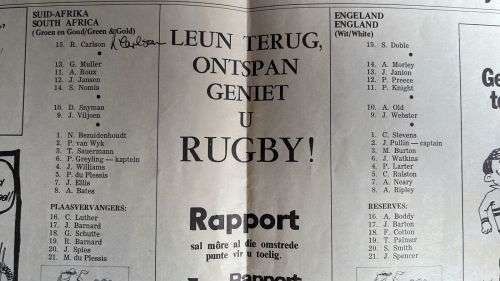 SUID-AFRIKA
SOUTH AFRICA
(Groen en Goud/Green & Gold)
15. R. Carlson
13. G. Muller
11. A. Roux
12. J. Jansen
14. S. Nomis
10. D. Snyman
9. J. Viljoen
1. N. Bezuidenhoudt
2. P. van Wyk
3. T. Sauermann
6. P. Greyling — kaptein
4. J. Williams
5. P. du Plessis
7. J. Ellis
8. A. Bates
PLAASVERVANGERS:
16. C. Luther
17. J. Barnard
18. G. Schutte
19. R. Barnard
20. J. Spies
21. M. du Plessis
LEUN TERUG,
ONTSPAN
GENIET
U
RUGBY!
Rapport
sal môre al die omstrede
punte vir u toelig.
Rapport
ENGELAND
ENGLAND
(Wit/White)
15. S. Doble
14. A. Morley
13. J. Janion
12. P. Preece
11. P. Knight
10. A. Old
9. J. Webster
1. C. Stevens
2. J. Pullin — captain
3. M. Burton
6. J. Watkins
4. P. Larter
5. C. Ralston
7. A. Neary
8. A. Ripley
RESERVES:
16. A. Boddy
17. J. Barton
18. F. Cotton
19. T. Palmer
20. S. Smith
21. J. Spencer